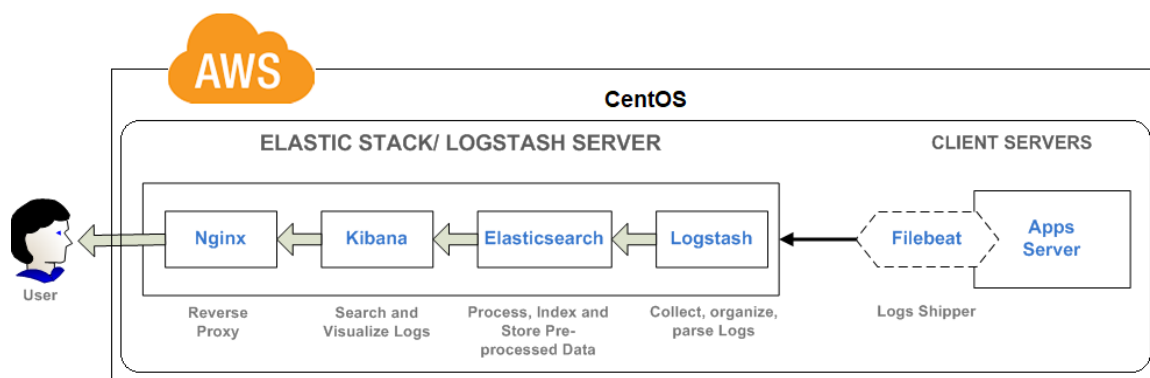 AWS
CentOS
ELASTIC STACK/ LOGSTASH SERVER
CLIENT SERVERS
Nginx
Kibana
Elasticsearch
Logstash
Filebeat
Apps
Server
User
Reverse
Proxy
Search and
Visualize Logs
Process, Index and
Store Pre-
processed Data
Collect, organize,
parse Logs
Logs Shipper